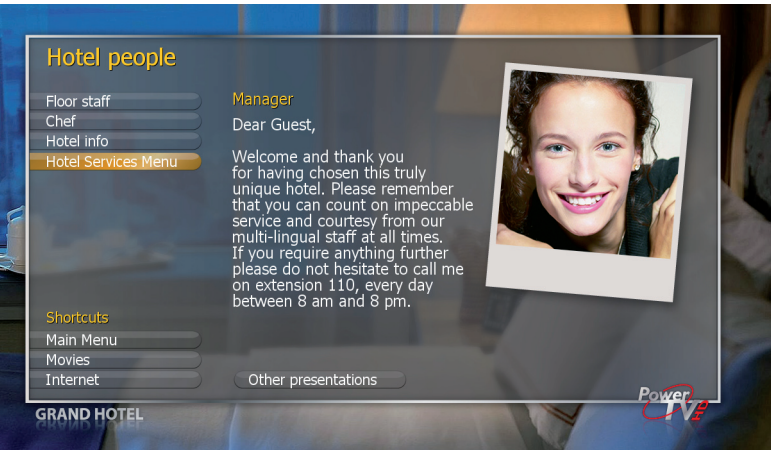 Hotel people
Floor staff
Chef
Hotel info
Hotel Services Menu
Manager
Dear Guest,
Welcome and thank you
for having chosen this truly
unique hotel. Please remember
that you can count on impeccable
service and courtesy from our
multi-lingual staff at all times.
If you require anything further
please do not hesitate to call me
on extension 110, every day
between 8 am and 8 pm.
Shortcuts
Main Menu
Movies
Internet
Other presentations
GRAND HOTEL
Power
TV HD